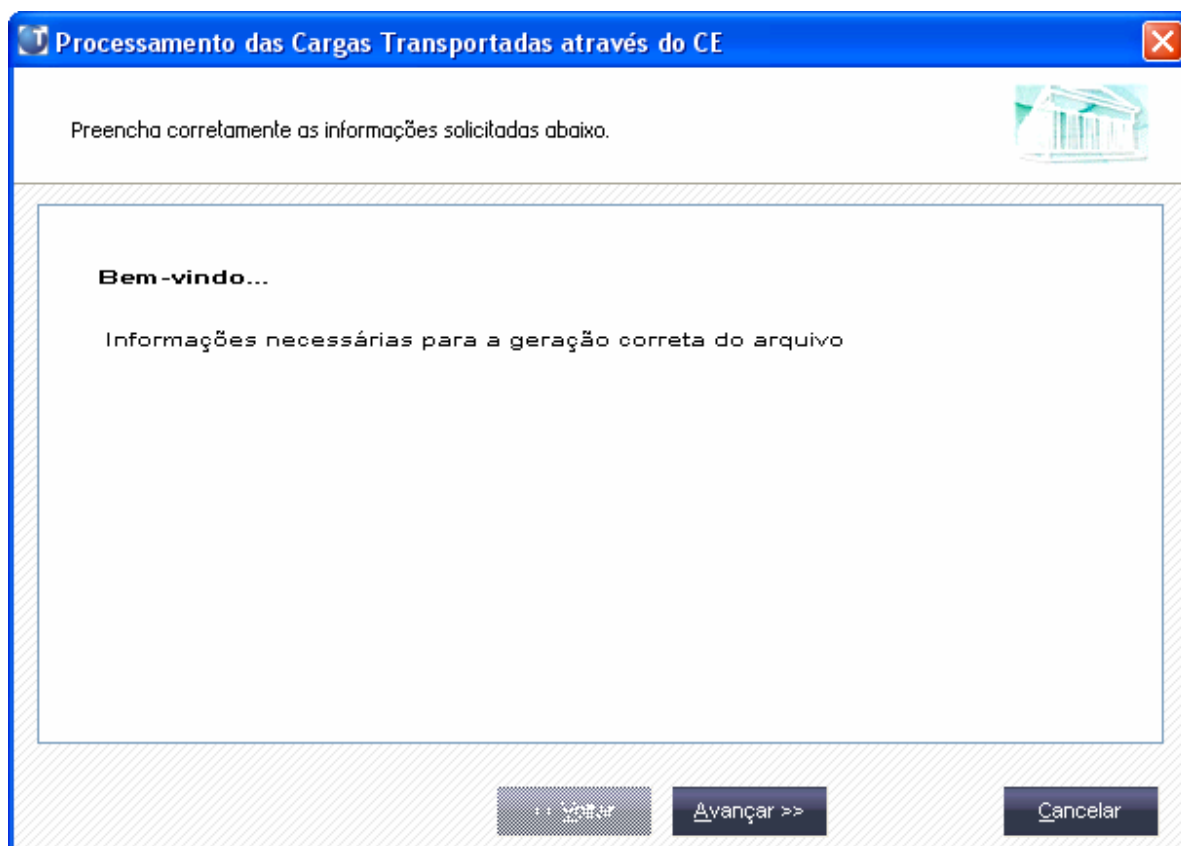 Processamento das Cargas Transportadas através do CE
Preencha corretamente as informações solicitadas abaixo.
Bem-vindo...
Informações necessárias para a geração correta do arquivo
<< Voltar
Avançar >>
Cancelar